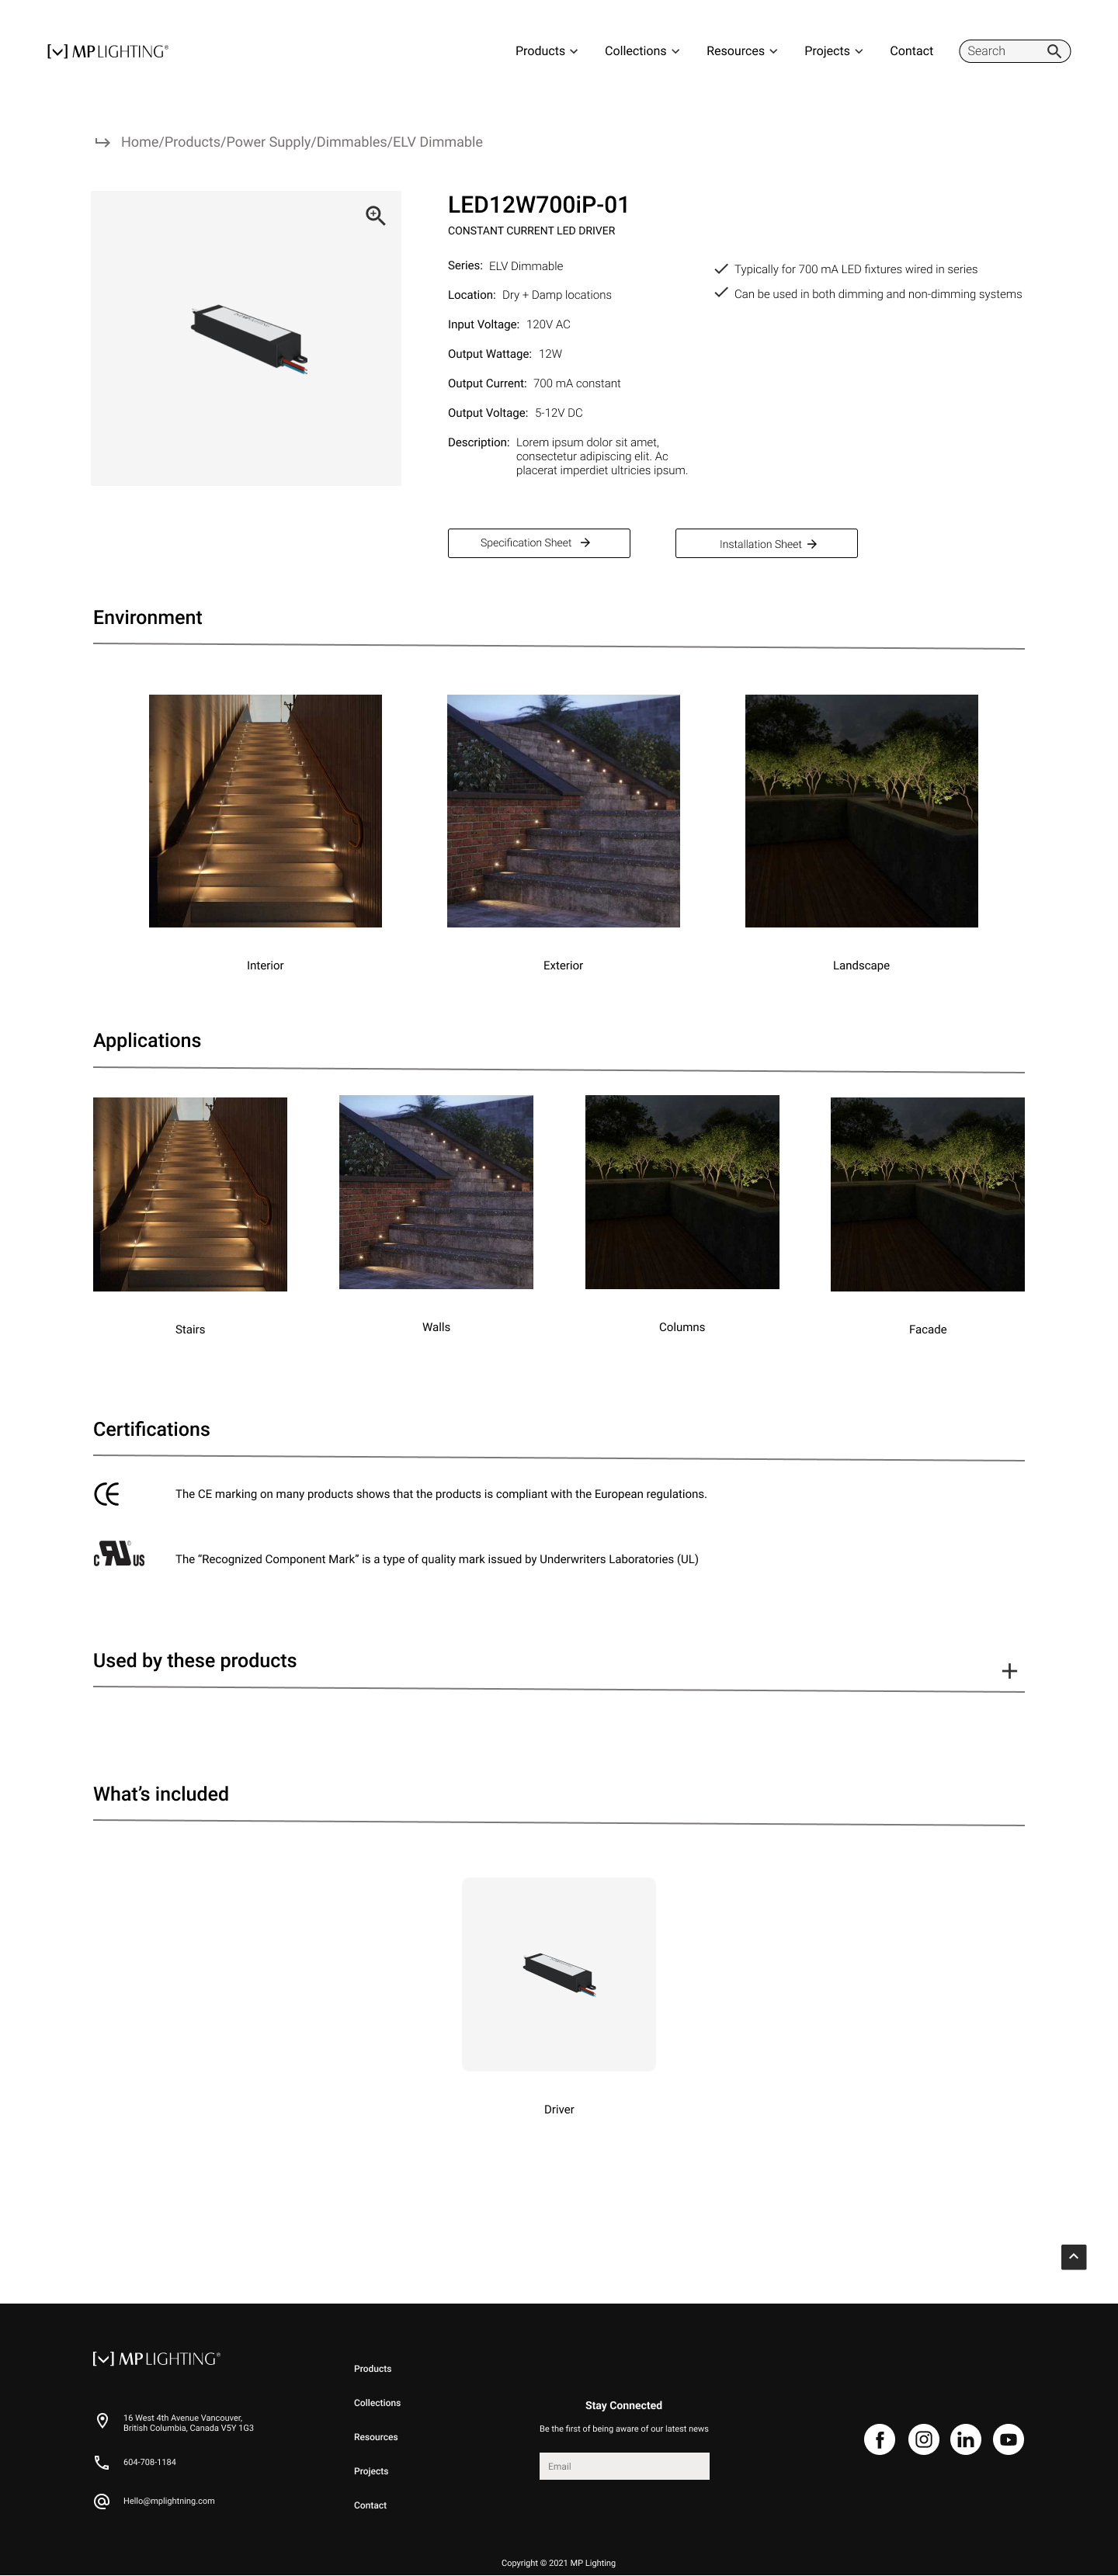 [v] MP LIGHTING®
Products
Collections
Resources
Projects
Contact
Search
Home/Products/Power Supply/Dimmables/ELV Dimmable
LED12W700iP-01
CONSTANT CURRENT LED DRIVER
Series: ELV Dimmable
Location: Dry + Damp locations
Input Voltage: 120V AC
Output Wattage: 12W
Output Current: 700 mA constant
Output Voltage: 5-12V DC
Description: Lorem ipsum dolor sit amet,
consectetur adipiscing elit. Ac
placerat imperdiet ultricies ipsum.
Typically for 700 mA LED fixtures wired in series
Can be used in both dimming and non-dimming systems
Specification Sheet
Installation Sheet
Environment
Interior
Exterior
Landscape
Applications
Stairs
Walls
Columns
Facade
Certifications
CE
The CE marking on many products shows that the products is compliant with the European regulations.
c RU US ®
The “Recognized Component Mark” is a type of quality mark issued by Underwriters Laboratories (UL)
Used by these products
What’s included
Driver
[v] MP LIGHTING®
16 West 4th Avenue Vancouver,
British Columbia, Canada V5Y 1G3
604-708-1184
Hello@mplightning.com
Products
Collections
Resources
Projects
Contact
Stay Connected
Be the first of being aware of our latest news
Email
Copyright © 2021 MP Lighting